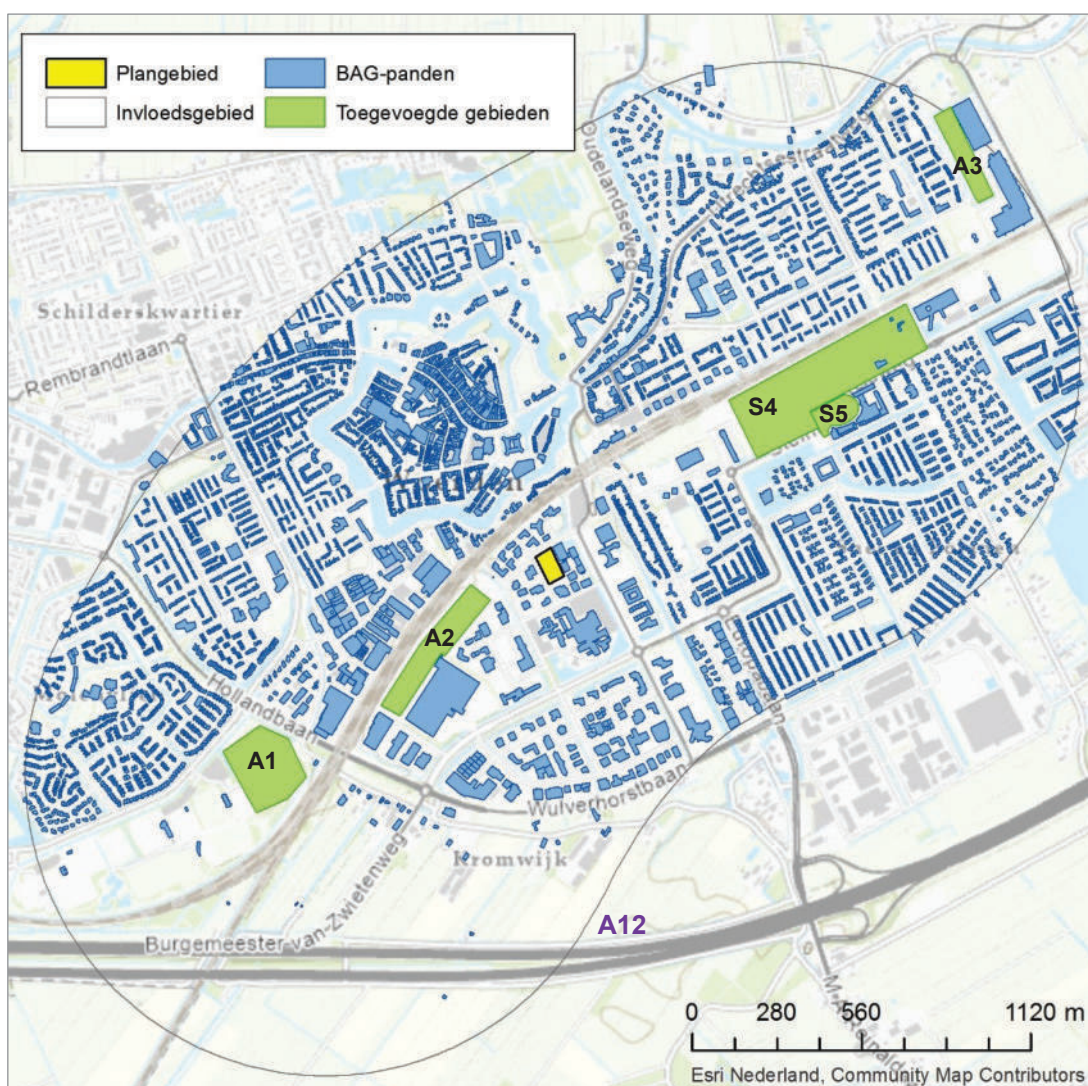 Plangebied
BAG-panden
Invloedsgebied
Toegevoegde gebieden
Oudelandseweg
A3
Schilderskwartier
Rembrandtlaan
S4
S5
A2
Hollandbaan
A1
Wulverhorstbaan
Kromwijk
A12
Burgemeester van-Zwietenweg
0 280 560 1120 m
Esri Nederland, Community Map Contributors